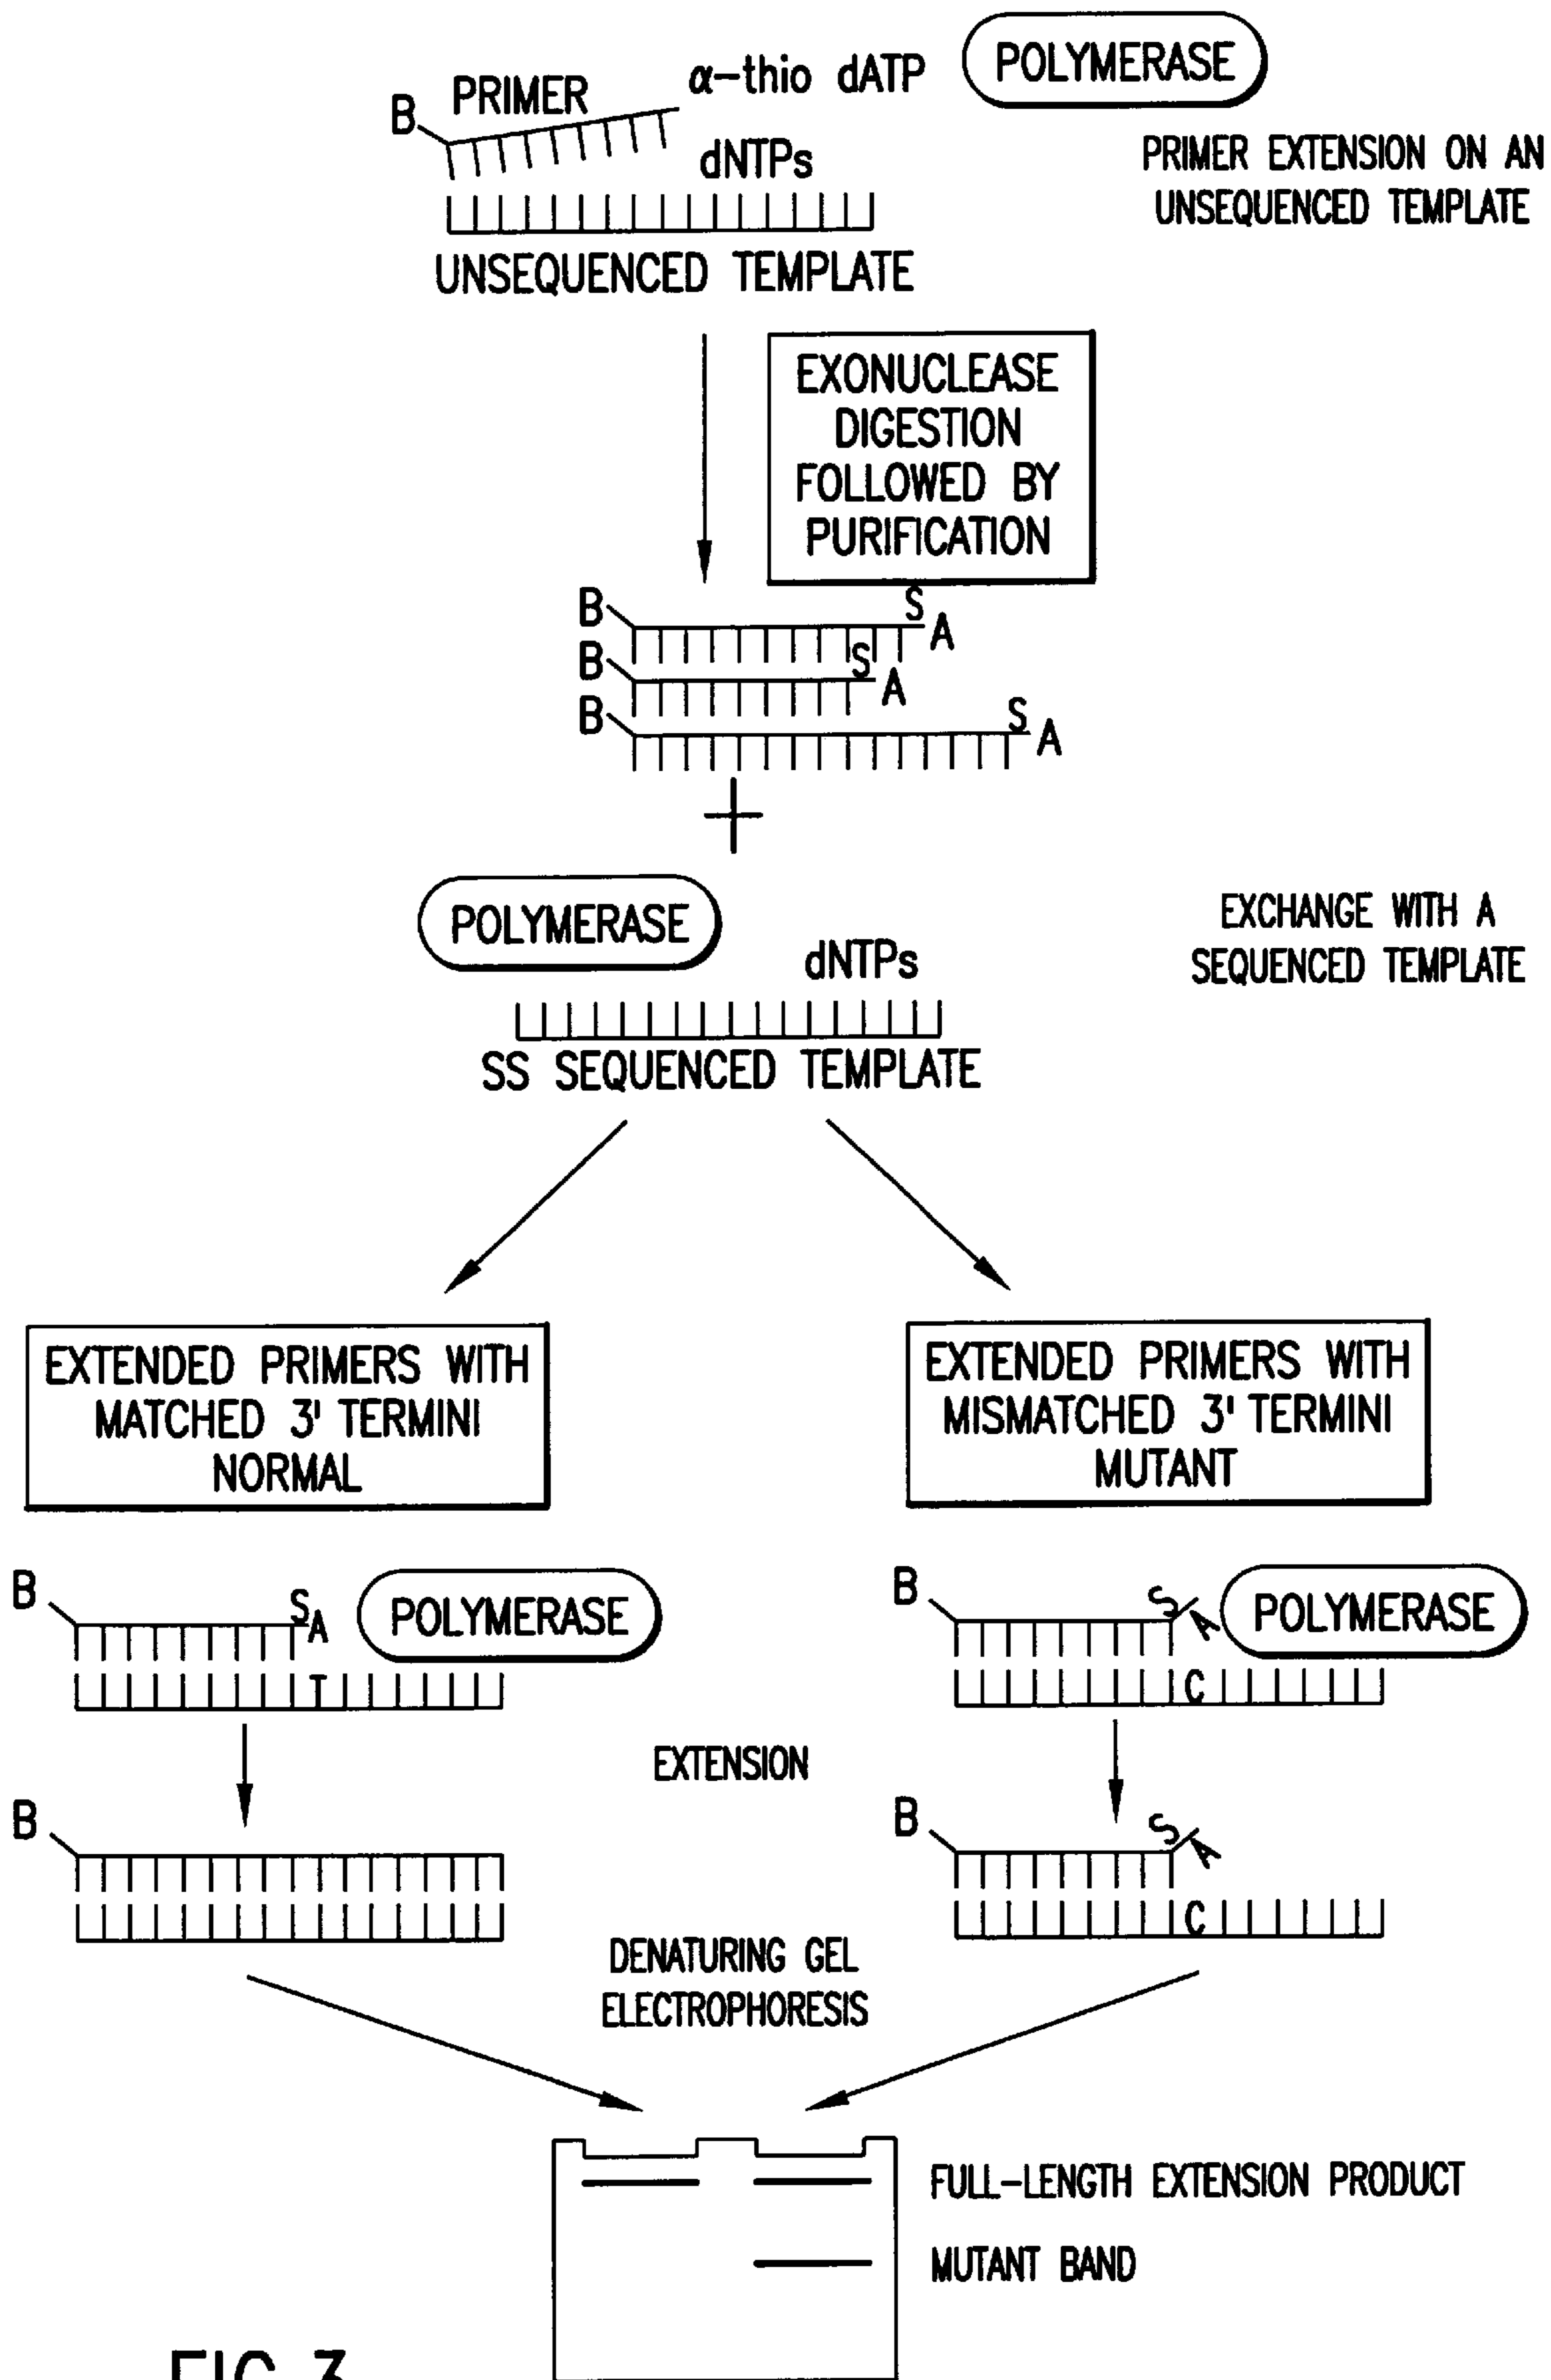 B PRIMER α-thio dATP POLYMERASE
dNTPs
PRIMER EXTENSION ON AN
UNSEQUENCED TEMPLATE
UNSEQUENCED TEMPLATE
EXONUCLEASE
DIGESTION
FOLLOWED BY
PURIFICATION
B S A
B S A
B S A
POLYMERASE
dNTPs
EXCHANGE WITH A
SEQUENCED TEMPLATE
SS SEQUENCED TEMPLATE
EXTENDED PRIMERS WITH
MATCHED 3' TERMINI
NORMAL
EXTENDED PRIMERS WITH
MISMATCHED 3' TERMINI
MUTANT
B S A POLYMERASE
T
B S A POLYMERASE
C
EXTENSION
B
B S A
C
DENATURING GEL
ELECTROPHORESIS
FULL-LENGTH EXTENSION PRODUCT
MUTANT BAND
FIG. 3